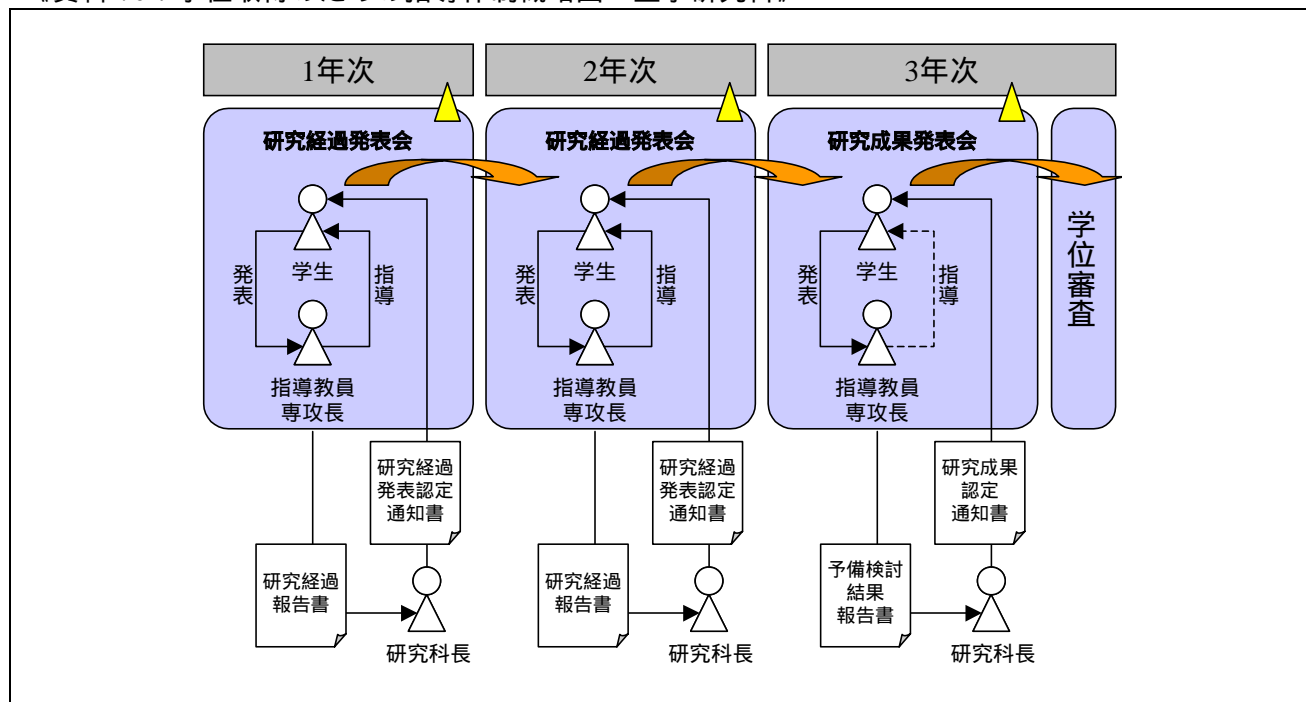 1年次
2年次
3年次
研究経過発表会
研究経過発表会
研究成果発表会
学位審査
学生
発表
指導
指導教員
専攻長
学生
発表
指導
指導教員
専攻長
学生
発表
指導
指導教員
専攻長
研究経過
発表認定
通知書
研究経過
発表認定
通知書
研究成果
認定
通知書
研究経過
報告書
研究経過
報告書
予備検討
結果
報告書
研究科長
研究科長
研究科長